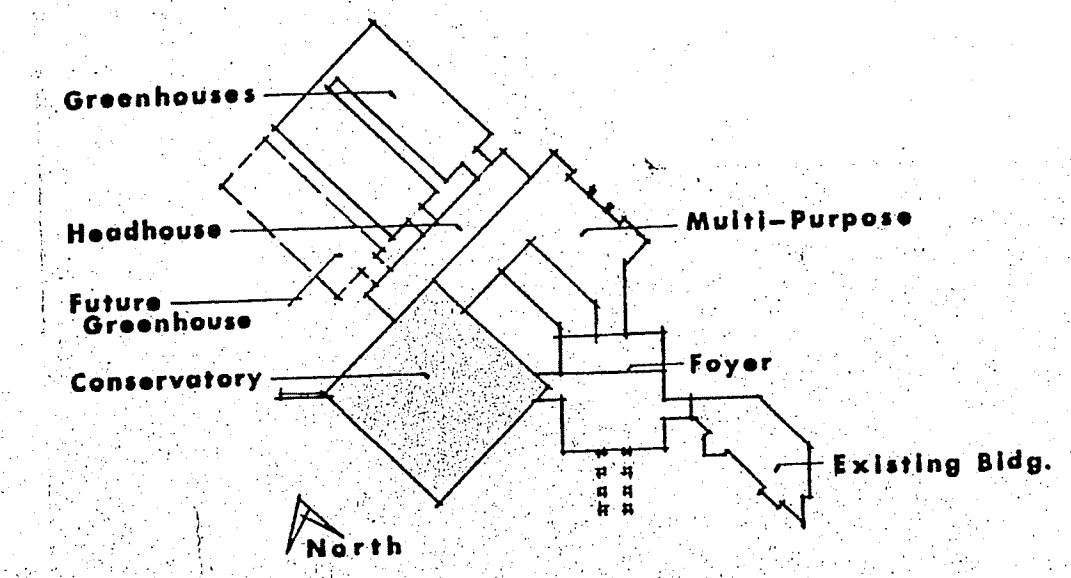 Greenhouses
Headhouse
Multi-Purpose
Future
Greenhouse
Conservatory
Foyer
Existing Bldg.
North